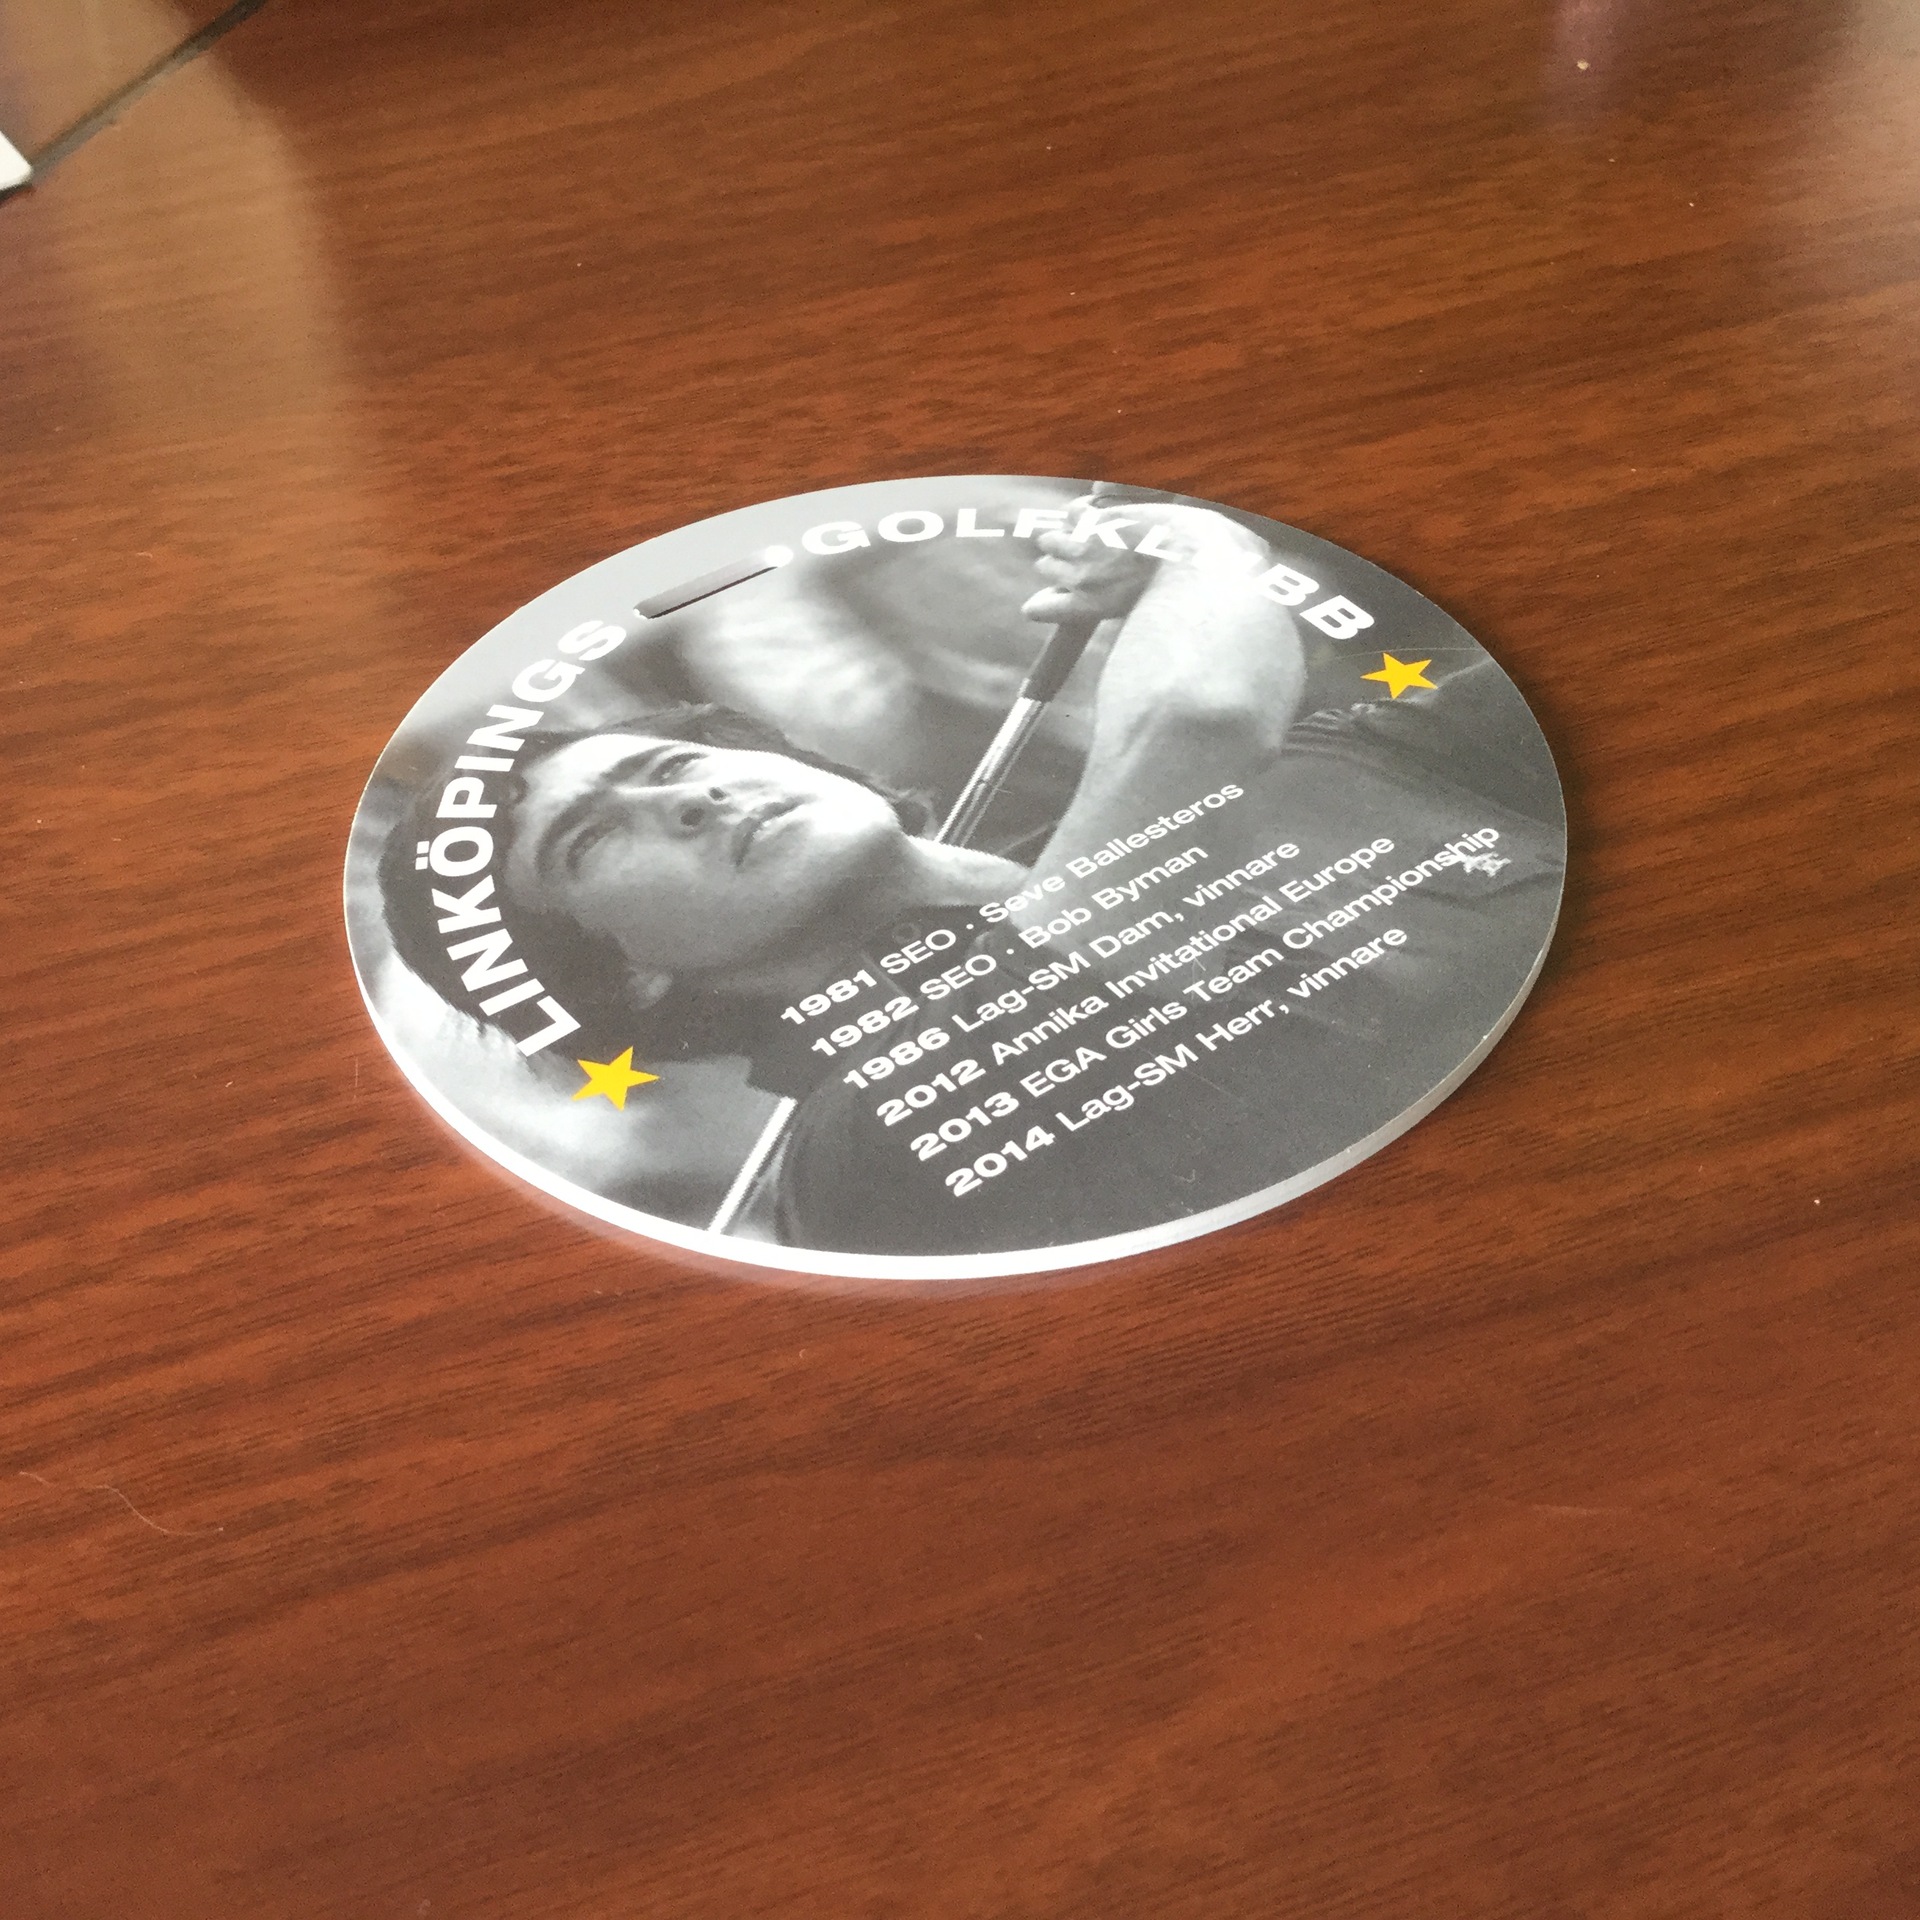 LINKÖPINGS GOLFKLUBB
1981 SEO · Seve Ballesteros
1982 SEO · Bob Byman
1986 Lag-SM Dam, vinnare
2012 Annika Invitational Europe
2013 EGA Girls Team Championship
2014 Lag-SM Herr, vinnare